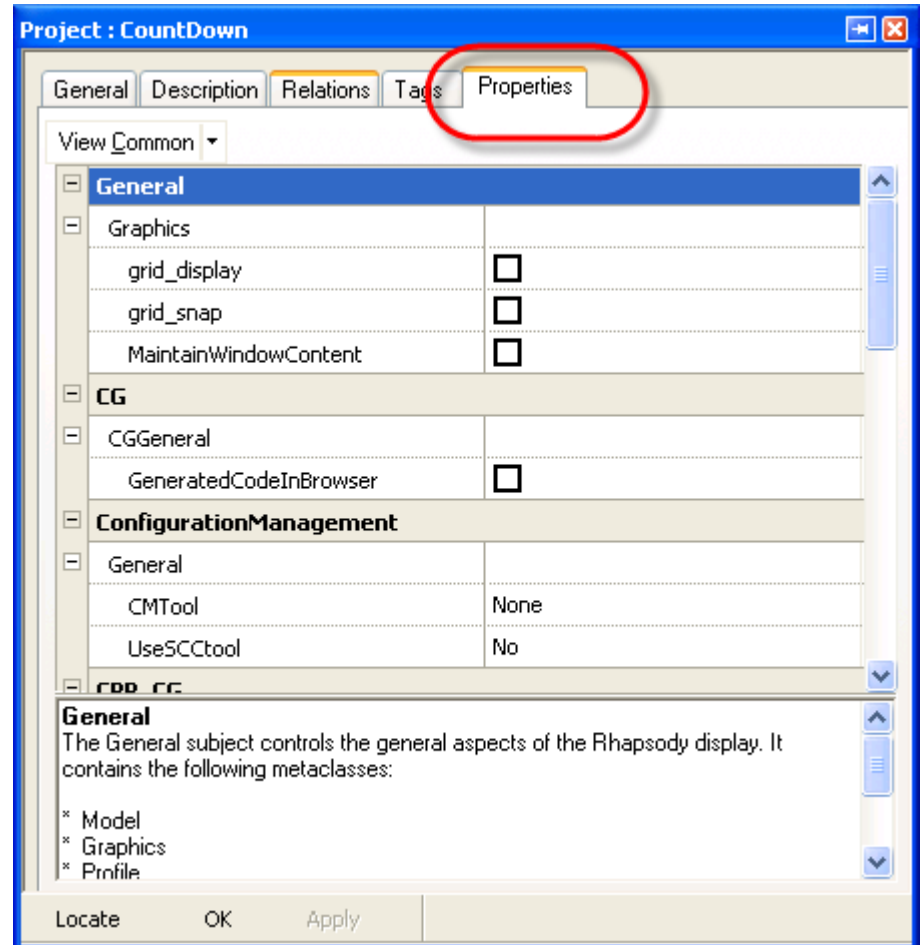 Project : CountDown
General Description Relations Tags Properties
View Common
General
Graphics
grid_display
grid_snap
MaintainWindowContent
CG
CGGeneral
GeneratedCodeInBrowser
ConfigurationManagement
General
CMTool None
UseSCCtool No
CPP_CG
General
The General subject controls the general aspects of the Rhapsody display. It
contains the following metaclasses:
* Model
* Graphics
* Profile
Locate OK Apply